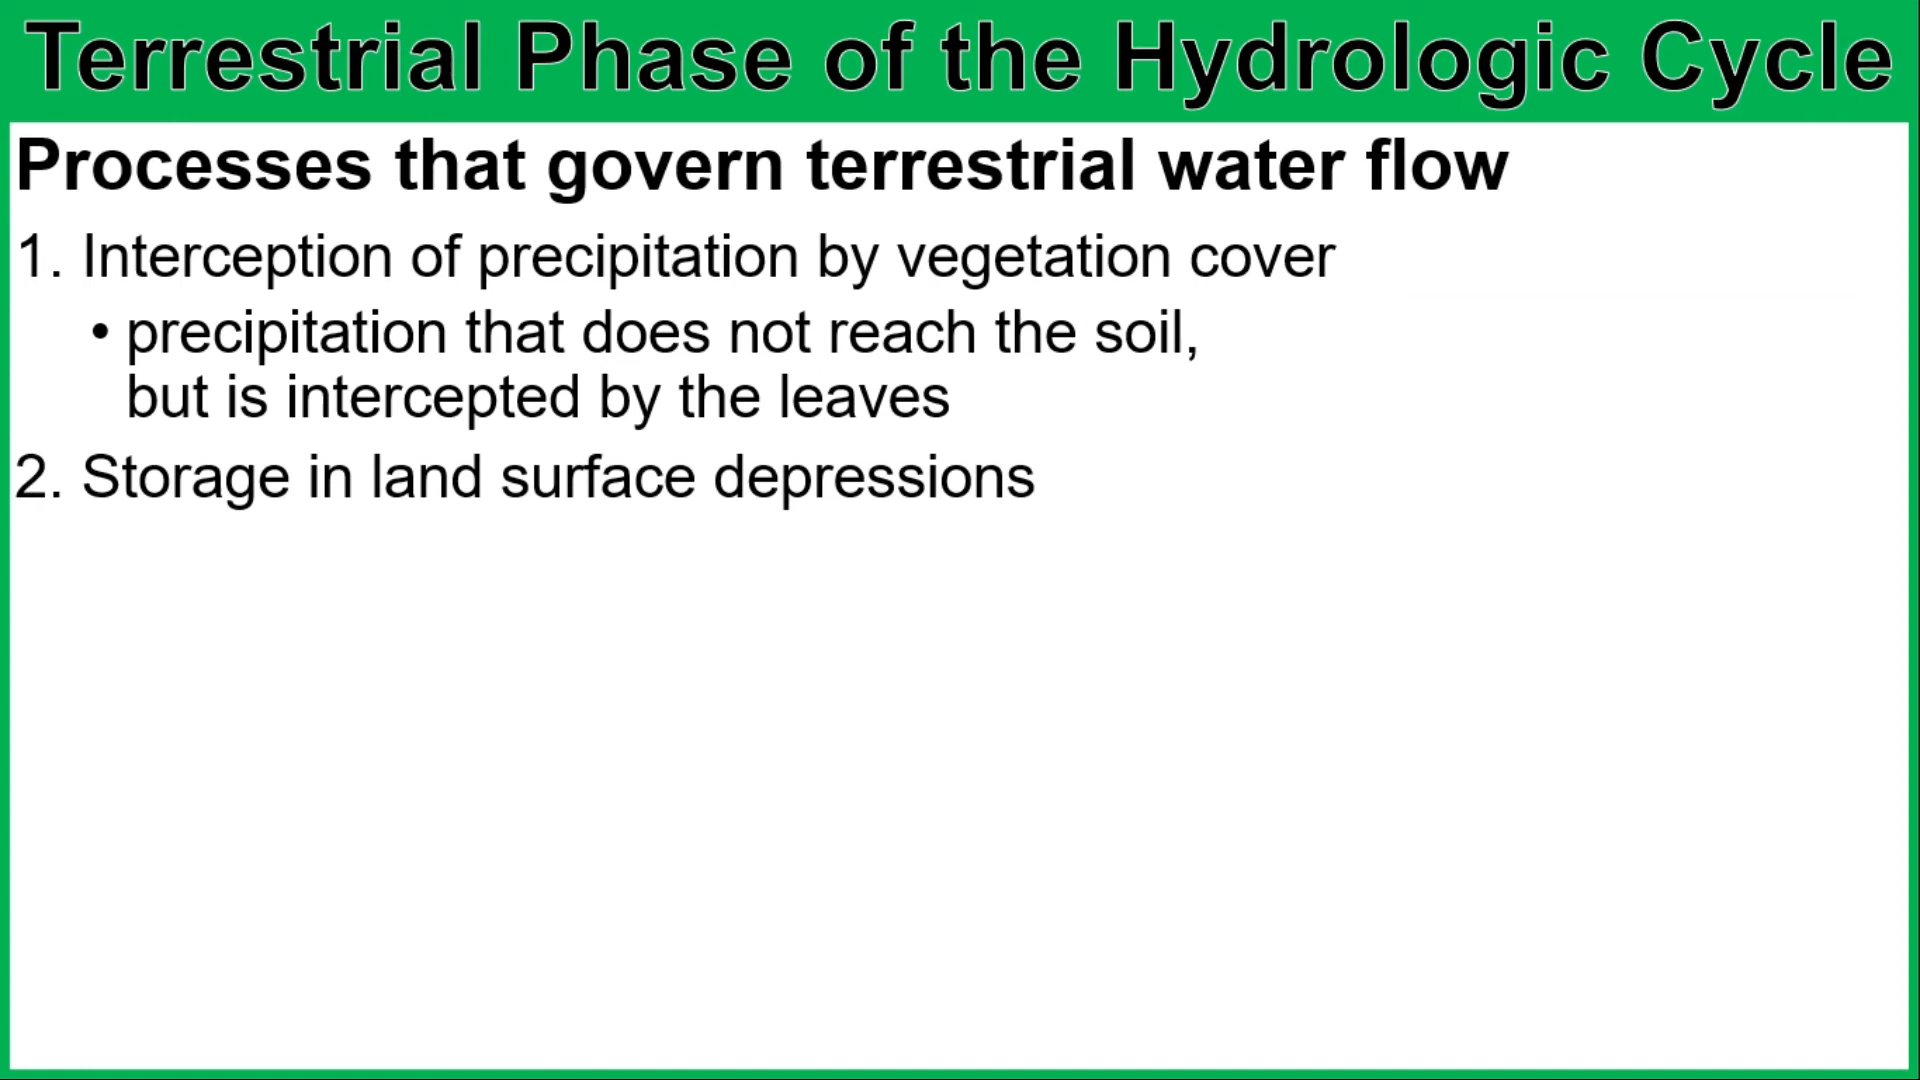 Terrestrial Phase of the Hydrologic Cycle
Processes that govern terrestrial water flow
1. Interception of precipitation by vegetation cover
• precipitation that does not reach the soil,
but is intercepted by the leaves
2. Storage in land surface depressions